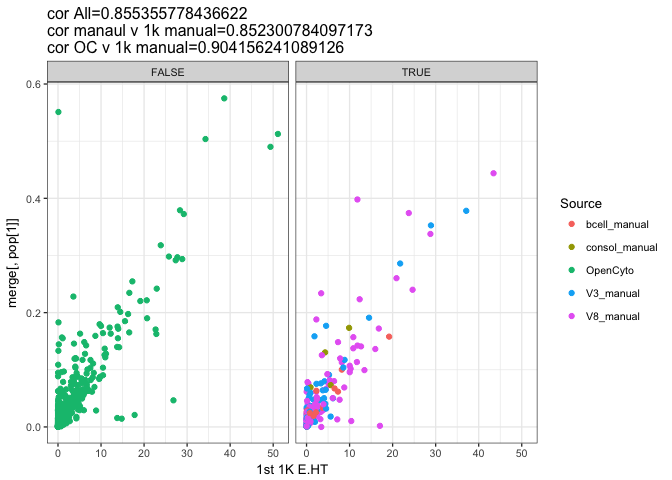 cor All=0.855355778436622
cor manaul v 1k manual=0.852300784097173
cor OC v 1k manual=0.904156241089126
FALSE
TRUE
0.6
0.4
0.2
0.0
merge[, pop[1]]
0 10 20 30 40 50
0 10 20 30 40 50
1st 1K E.HT
Source
bcell_manual
consol_manual
OpenCyto
V3_manual
V8_manual